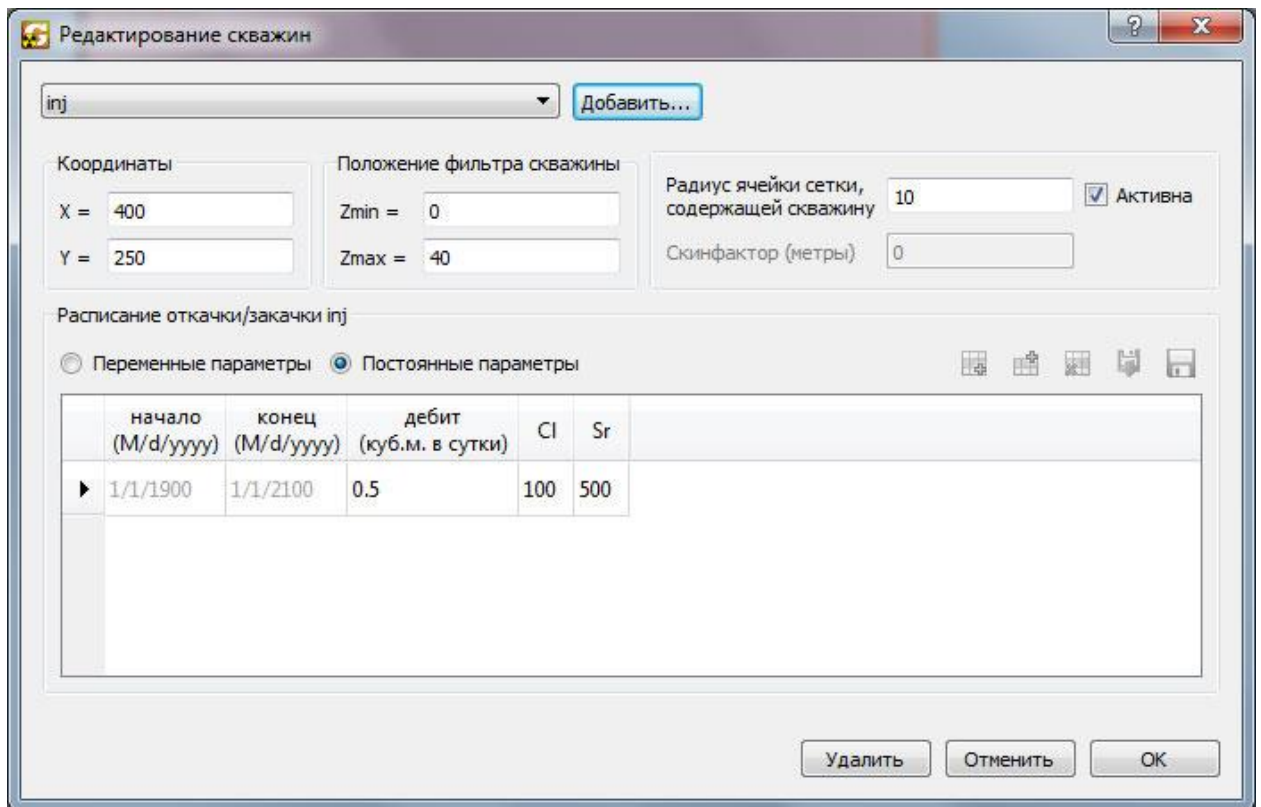 Редактирование скважин
inj
Добавить...
Координаты
X = 400
Y = 250
Положение фильтра скважины
Zmin = 0
Zmax = 40
Радиус ячейки сетки,
содержащей скважину
10
Активна
Скинфактор (метры) 0
Расписание откачки/закачки inj
Переменные параметры Постоянные параметры
начало конец дебит Cl Sr
(M/d/yyyy) (M/d/yyyy) (куб.м. в сутки)
1/1/1900 1/1/2100 0.5 100 500
Удалить Отменить OK